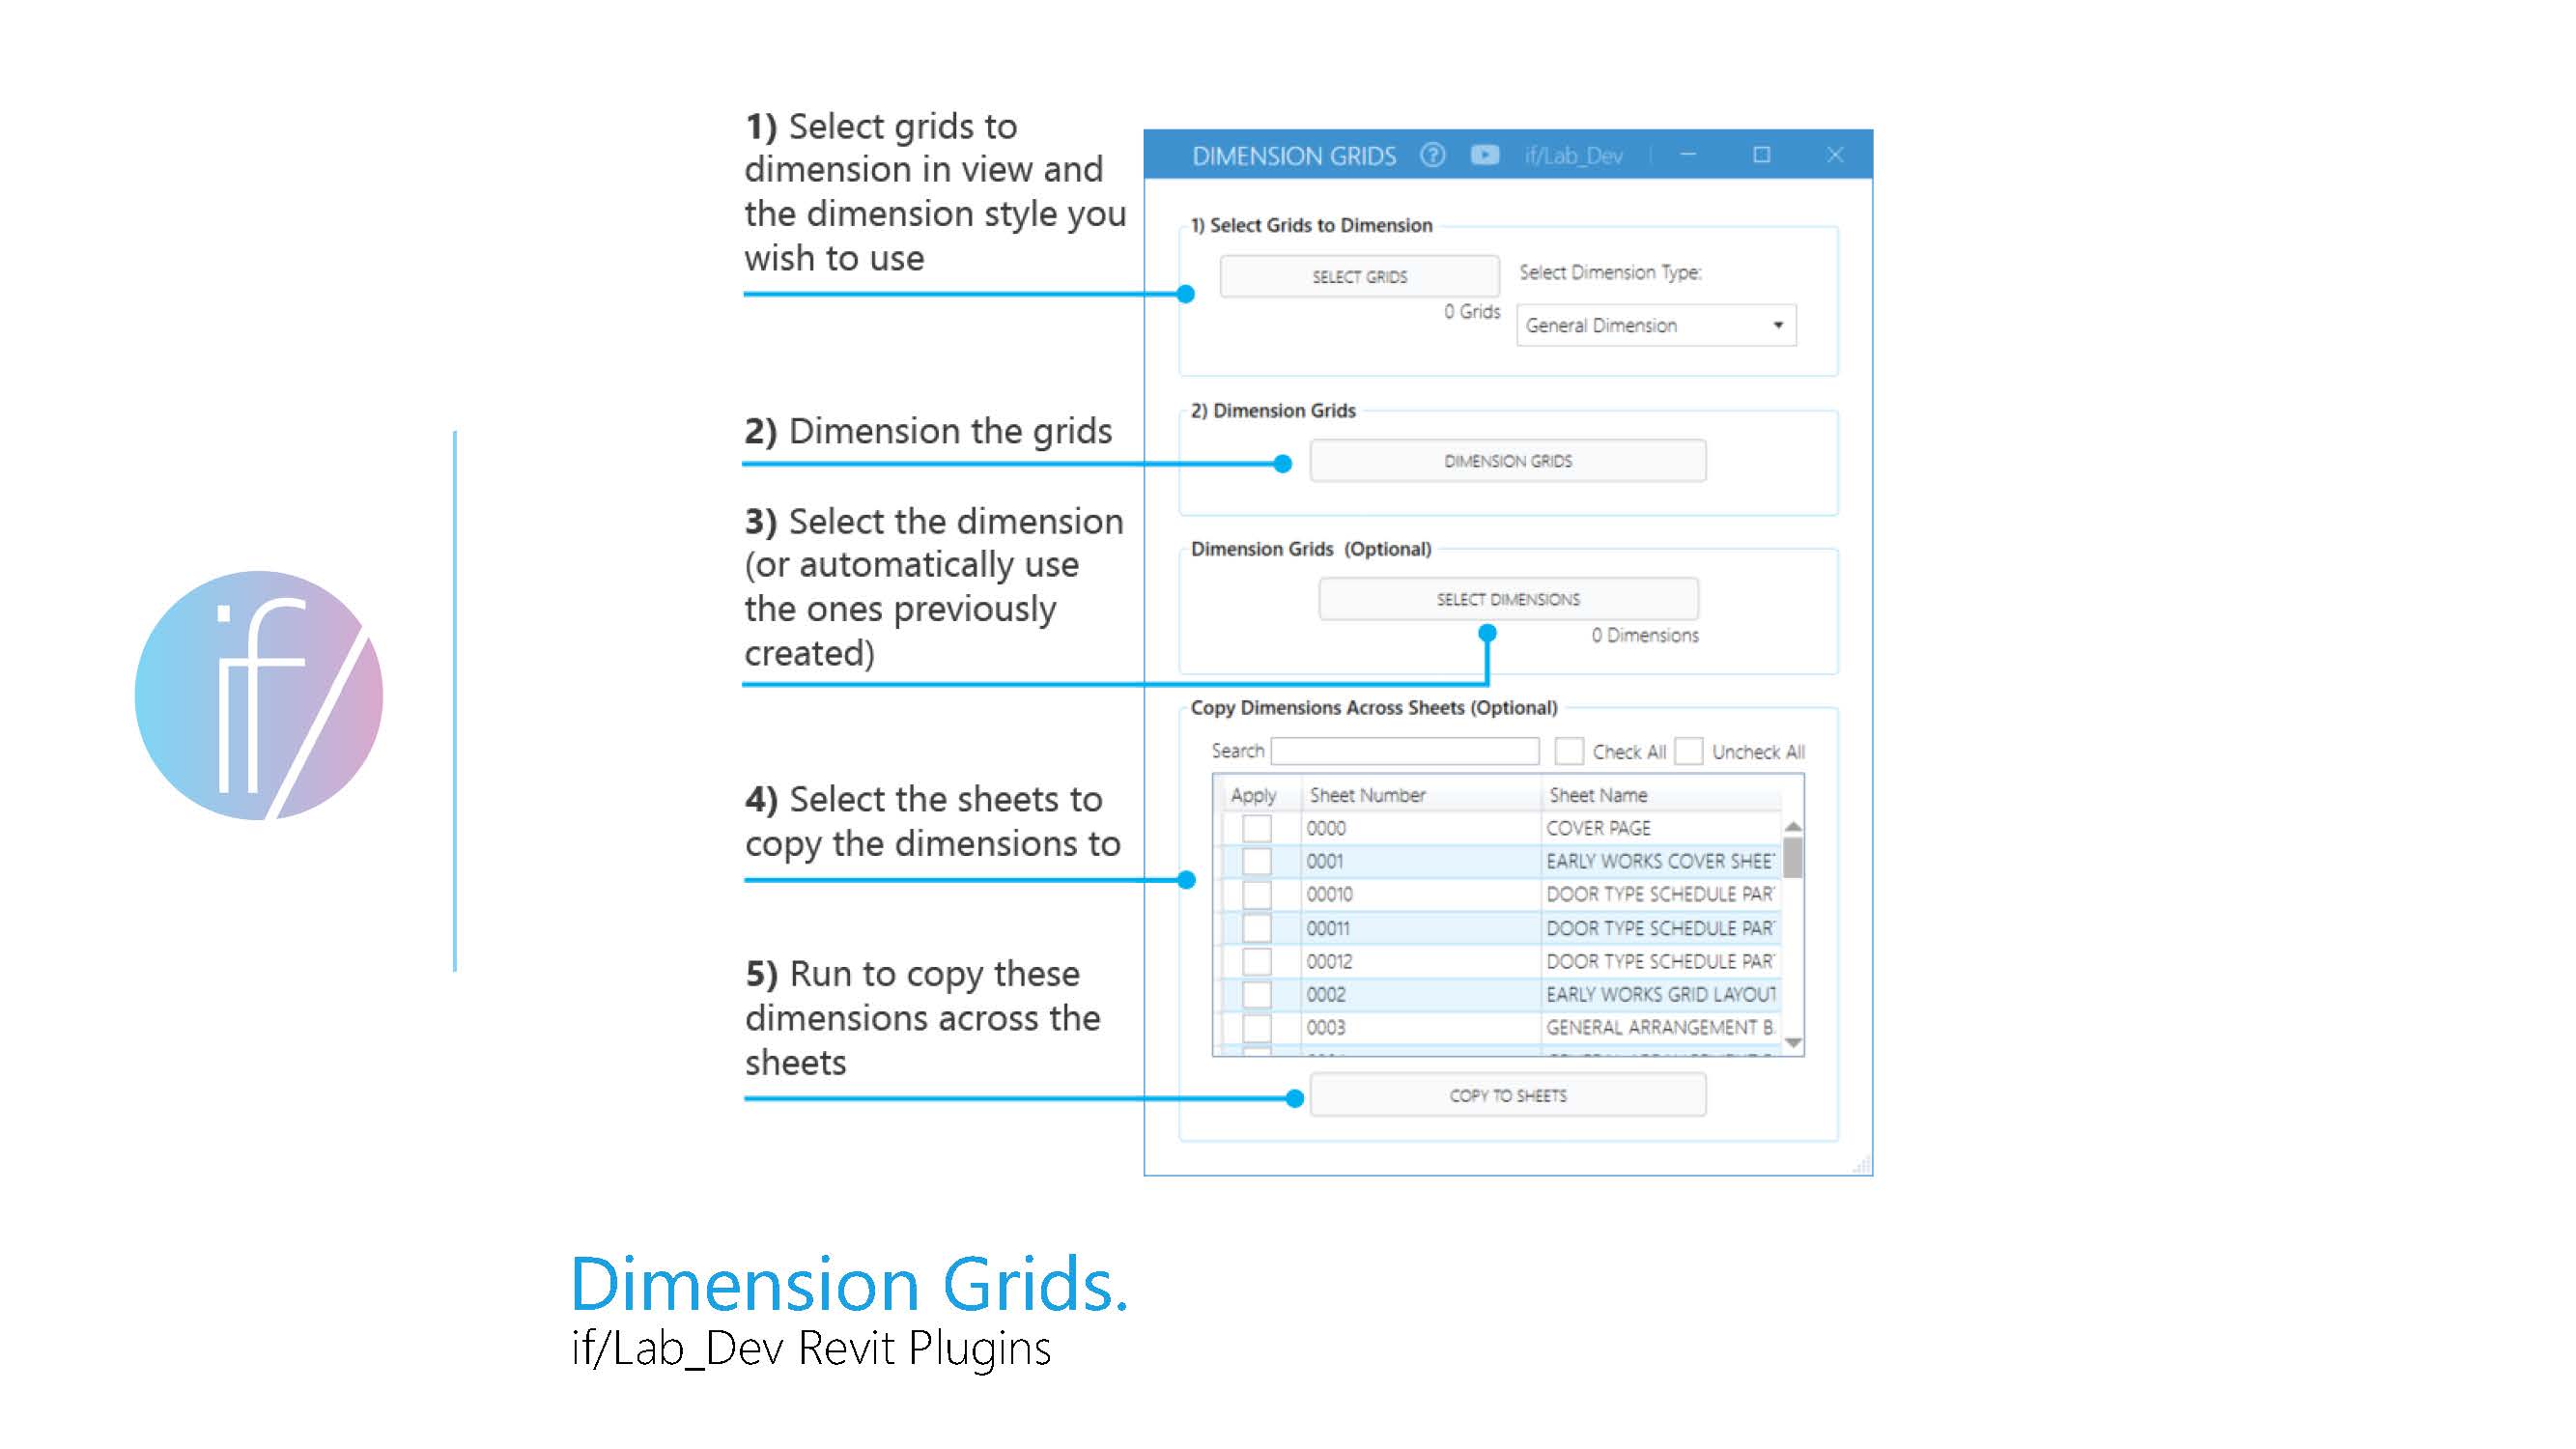 1) Select grids to
dimension in view and
the dimension style you
wish to use
2) Dimension the grids
3) Select the dimension
(or automatically use
the ones previously
created)
4) Select the sheets to
copy the dimensions to
5) Run to copy these
dimensions across the
sheets
DIMENSION GRIDS ? if/Lab_Dev
1) Select Grids to Dimension
SELECT GRIDS Select Dimension Type:
0 Grids
General Dimension
2) Dimension Grids
DIMENSION GRIDS
Dimension Grids (Optional)
SELECT DIMENSIONS
0 Dimensions
Copy Dimensions Across Sheets (Optional)
Search Check All Uncheck All
Apply Sheet Number Sheet Name
0000 COVER PAGE
0001 EARLY WORKS COVER SHEE
00010 DOOR TYPE SCHEDULE PAR
00011 DOOR TYPE SCHEDULE PAR
00012 DOOR TYPE SCHEDULE PAR
0002 EARLY WORKS GRID LAYOUT
0003 GENERAL ARRANGEMENT B
COPY TO SHEETS
if/
Dimension Grids.
if/Lab_Dev Revit Plugins